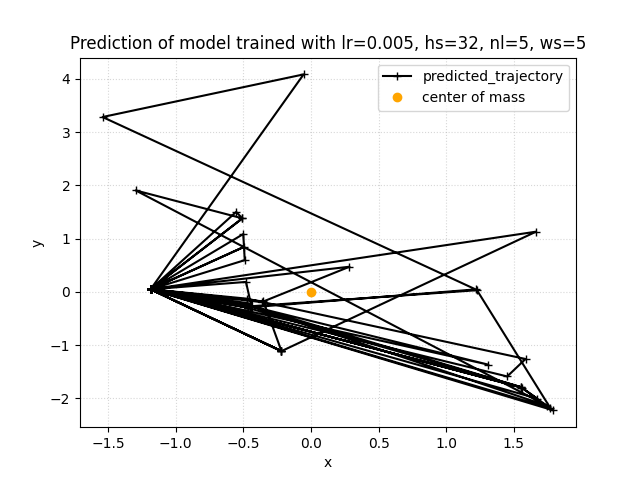 Prediction of model trained with lr=0.005, hs=32, nl=5, ws=5
predicted_trajectory
center of mass
4
3
2
1
0
−1
−2
y
−1.5 −1.0 −0.5 0.0 0.5 1.0 1.5
x